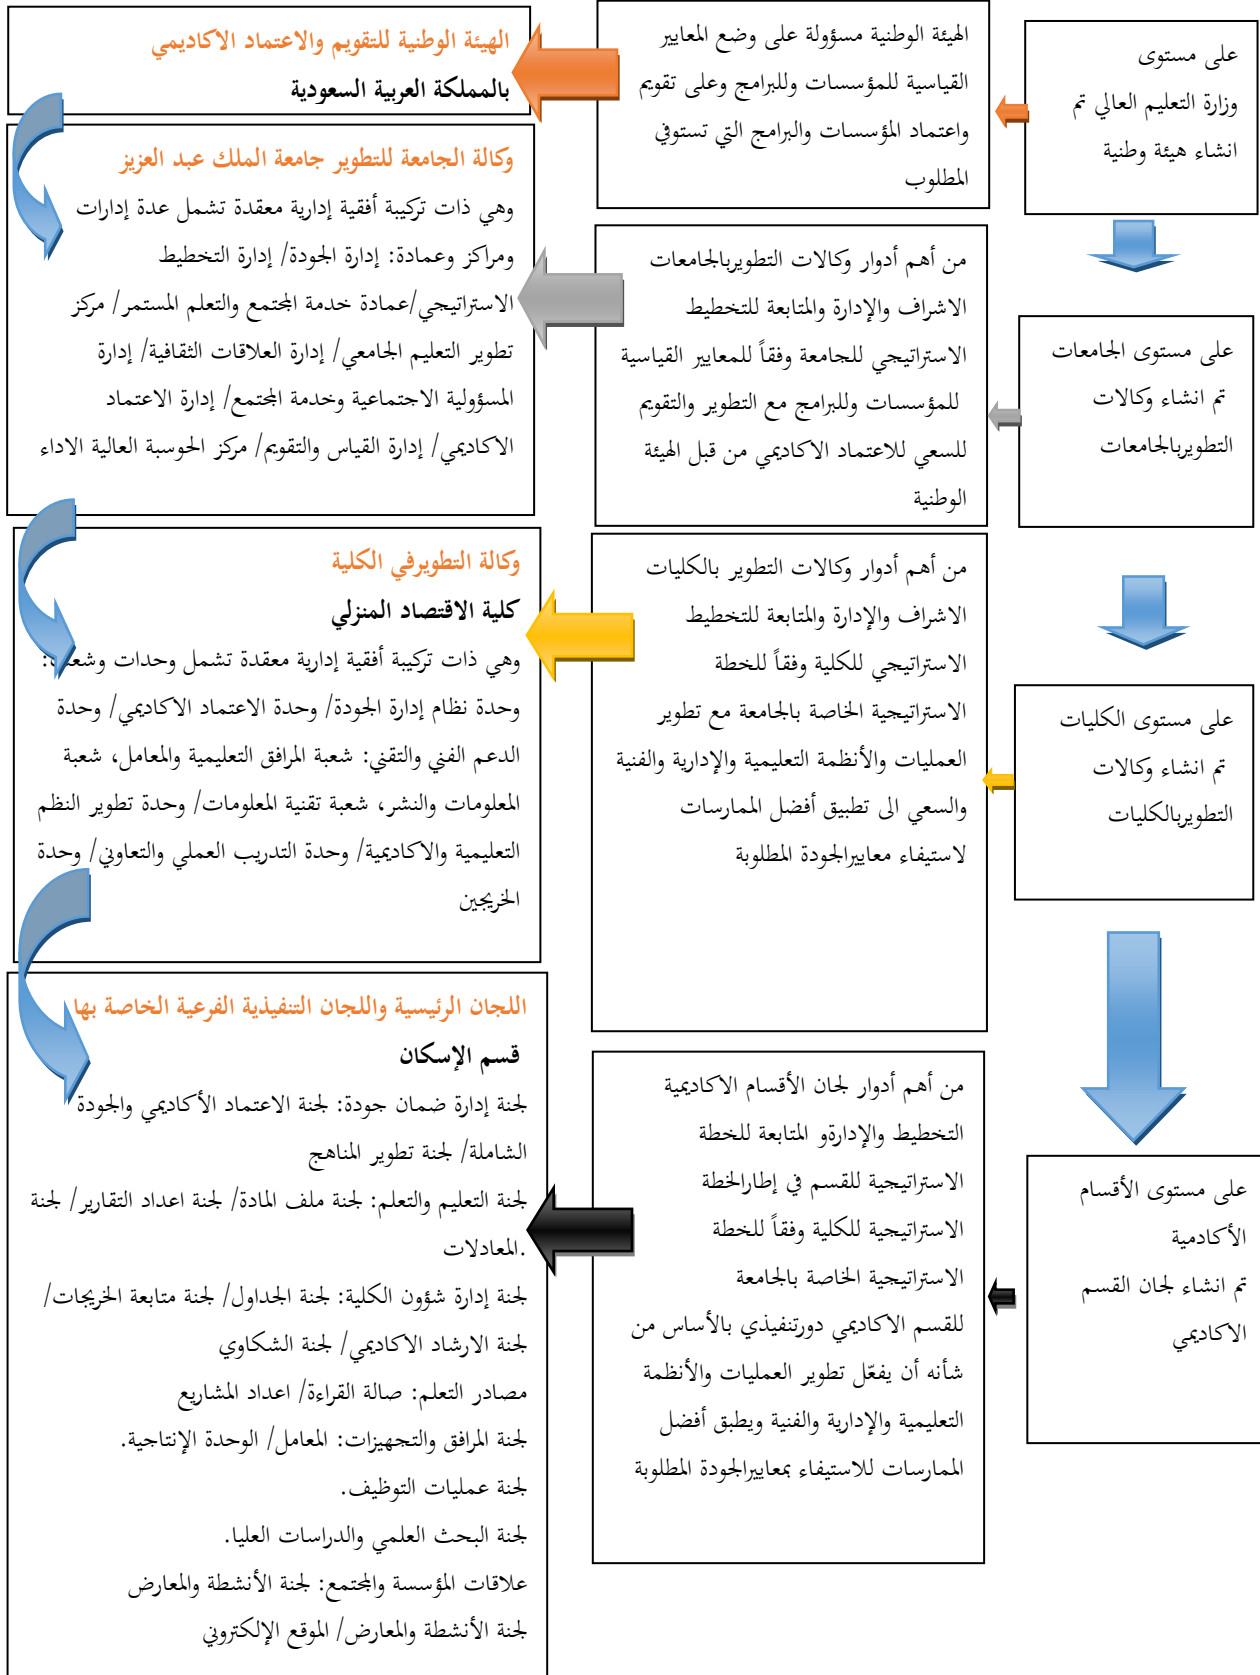 على مستوى
وزارة التعليم العالي تم
انشاء هيئة وطنية
الهيئة الوطنية مسؤولة على وضع المعايير
القياسية للمؤسسات وللبرامج وعلى تقويم
واعتماد المؤسسات والبرامج التي تستوفي
المطلوب
الهيئة الوطنية للتقويم والاعتماد الاكاديمي
بالمملكة العربية السعودية
على مستوى الجامعات
تم انشاء وكالات
التطويربالجامعات
من أهم أدوار وكالات التطويربالجامعات
الاشراف والإدارة والمتابعة للتخطيط
الاستراتيجي للجامعة وفقاً للمعايير القياسية
للمؤسسات وللبرامج مع التطوير والتقويم
للسعي للاعتماد الاكاديمي من قبل الهيئة
الوطنية
وكالة الجامعة للتطوير جامعة الملك عبد العزيز
وهي ذات تركيبة أفقية إدارية معقدة تشمل عدة إدارات
ومراكز وعمادة: إدارة الجودة/ إدارة التخطيط
الاستراتيجي/عمادة خدمة المجتمع والتعلم المستمر/ مركز
تطوير التعليم الجامعي/ إدارة العلاقات الثقافية/ إدارة
المسؤولية الاجتماعية وخدمة المجتمع/ إدارة الاعتماد
الاكاديمي/ إدارة القياس والتقويم/ مركز الحوسبة العالية الاداء
على مستوى الكليات
تم انشاء وكالات
التطويربالكليات
من أهم أدوار وكالات التطوير بالكليات
الاشراف والإدارة والمتابعة للتخطيط
الاستراتيجي للكلية وفقاً للخطة
الاستراتيجية الخاصة بالجامعة مع تطوير
العمليات والأنظمة التعليمية والإدارية والفنية
والسعي الى تطبيق أفضل الممارسات
لاستيفاء معاييرالجودة المطلوبة
وكالة التطويرفي الكلية
كلية الاقتصاد المنزلي
وهي ذات تركيبة أفقية إدارية معقدة تشمل وحدات وشعب:
وحدة نظام إدارة الجودة/ وحدة الاعتماد الاكاديمي/ وحدة
الدعم الفني والتقني: شعبة المرافق التعليمية والمعامل، شعبة
المعلومات والنشر، شعبة تقنية المعلومات/ وحدة تطوير النظم
التعليمية والاكاديمية/ وحدة التدريب العملي والتعاوني/ وحدة
الخريجين
على مستوى الأقسام
الأكادمية
تم انشاء لجان القسم
الاكاديمي
من أهم أدوار لجان الأقسام الاكاديمية
التخطيط والإدارةو المتابعة للخطة
الاستراتيجية للقسم في إطارالخطة
الاستراتيجية للكلية وفقاً للخطة
الاستراتيجية الخاصة بالجامعة
للقسم الاكاديمي دورتنفيذي بالأساس من
شأنه أن يفعّل تطوير العمليات والأنظمة
التعليمية والإدارية والفنية ويطبق أفضل
الممارسات للاستيفاء بمعاييرالجودة المطلوبة
اللجان الرئيسية واللجان التنفيذية الفرعية الخاصة بها
قسم الإسكان
لجنة إدارة ضمان جودة: لجنة الاعتماد الأكاديمي والجودة
الشاملة/ لجنة تطوير المناهج
لجنة التعليم والتعلم: لجنة ملف المادة/ لجنة اعداد التقارير/ لجنة
.المعادلات
لجنة إدارة شؤون الكلية: لجنة الجداول/ لجنة متابعة الخريجات/
لجنة الارشاد الاكاديمي/ لجنة الشكاوي
مصادر التعلم: صالة القراءة/ اعداد المشاريع
لجنة المرافق والتجهيزات: المعامل/ الوحدة الإنتاجية.
لجنة عمليات التوظيف.
لجنة البحث العلمي والدراسات العليا.
علاقات المؤسسة والمجتمع: لجنة الأنشطة والمعارض
لجنة الأنشطة والمعارض/ الموقع الإلكتروني